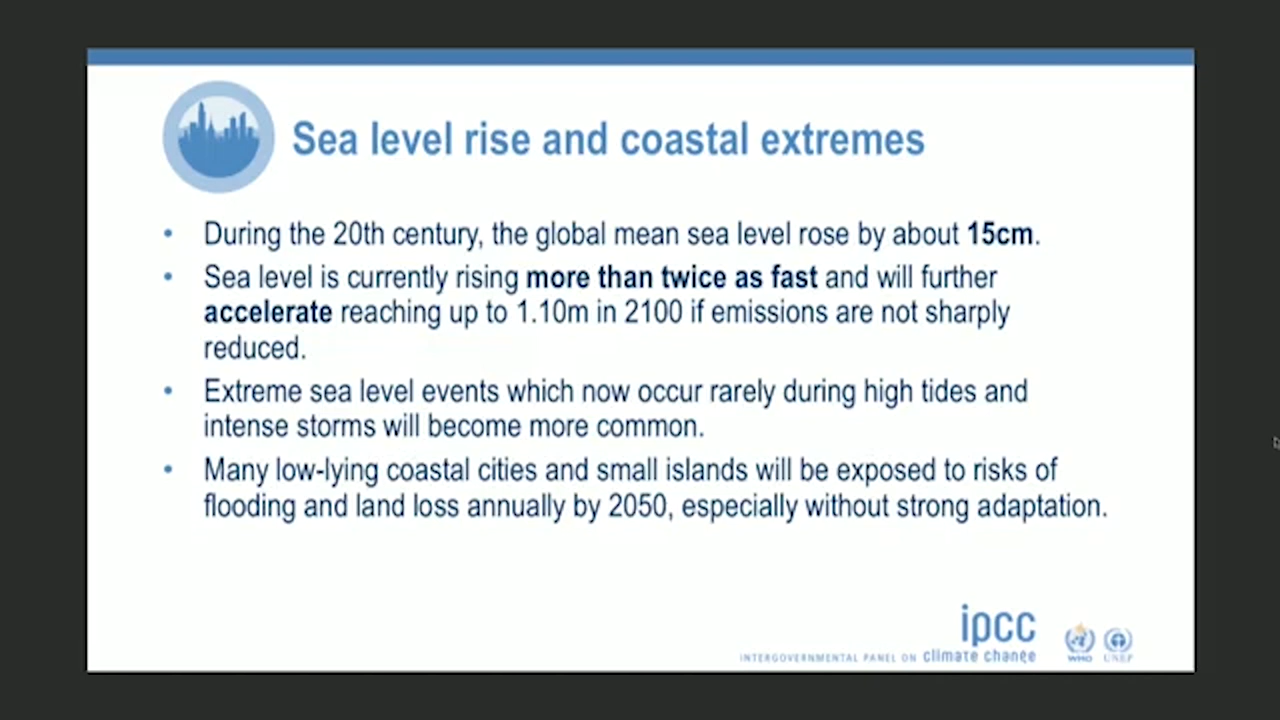 Sea level rise and coastal extremes
• During the 20th century, the global mean sea level rose by about 15cm.
• Sea level is currently rising more than twice as fast and will further
accelerate reaching up to 1.10m in 2100 if emissions are not sharply
reduced.
• Extreme sea level events which now occur rarely during high tides and
intense storms will become more common.
• Many low-lying coastal cities and small islands will be exposed to risks of
flooding and land loss annually by 2050, especially without strong adaptation.
ipcc
INTERGOVERNMENTAL PANEL ON climate change
WMO UNEP